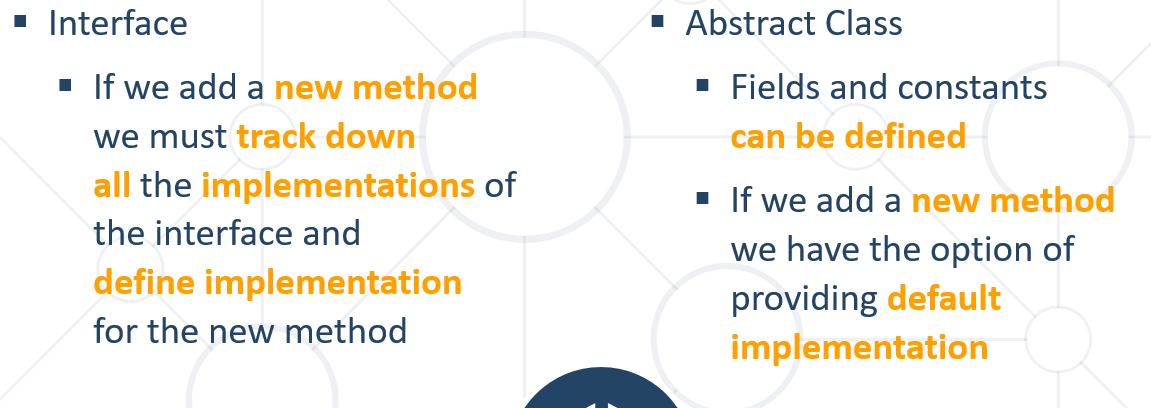 Interface
If we add a new method
we must track down
all the implementations of
the interface and
define implementation
for the new method
Abstract Class
Fields and constants
can be defined
If we add a new method
we have the option of
providing default
implementation